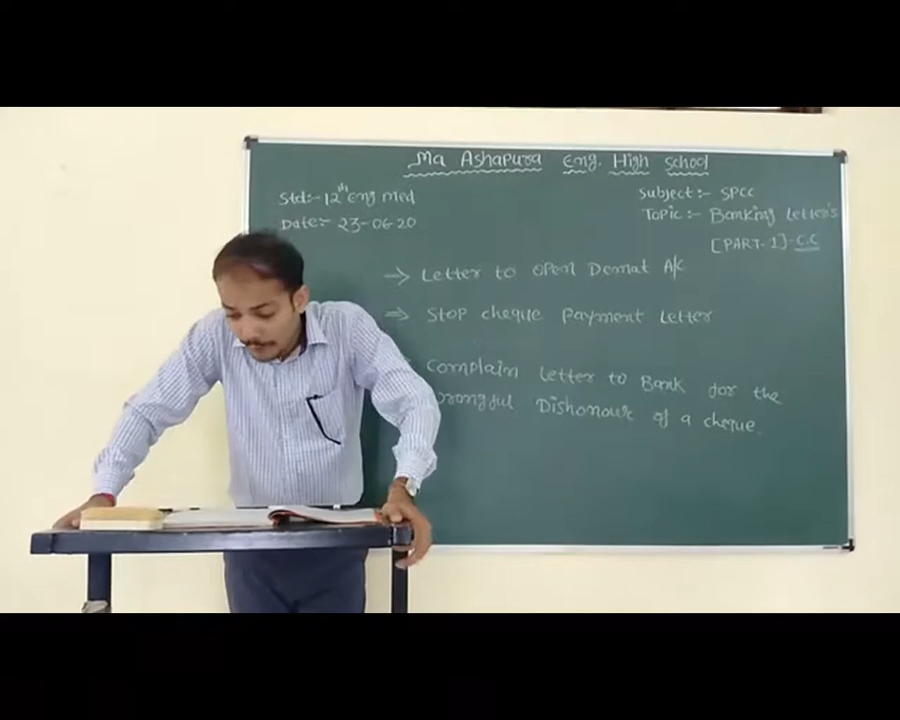 Ma Ashapura Eng. High School
Std:- 12th Eng Med
Subject:- SPCC
Date:- 23-06-20
Topic:- Banking Letter's
[PART-1]-C.C
→ Letter to open Demat A/c
→ Stop cheque Payment Letter
Complain Letter to Bank for the
Dishonour of a cheque.